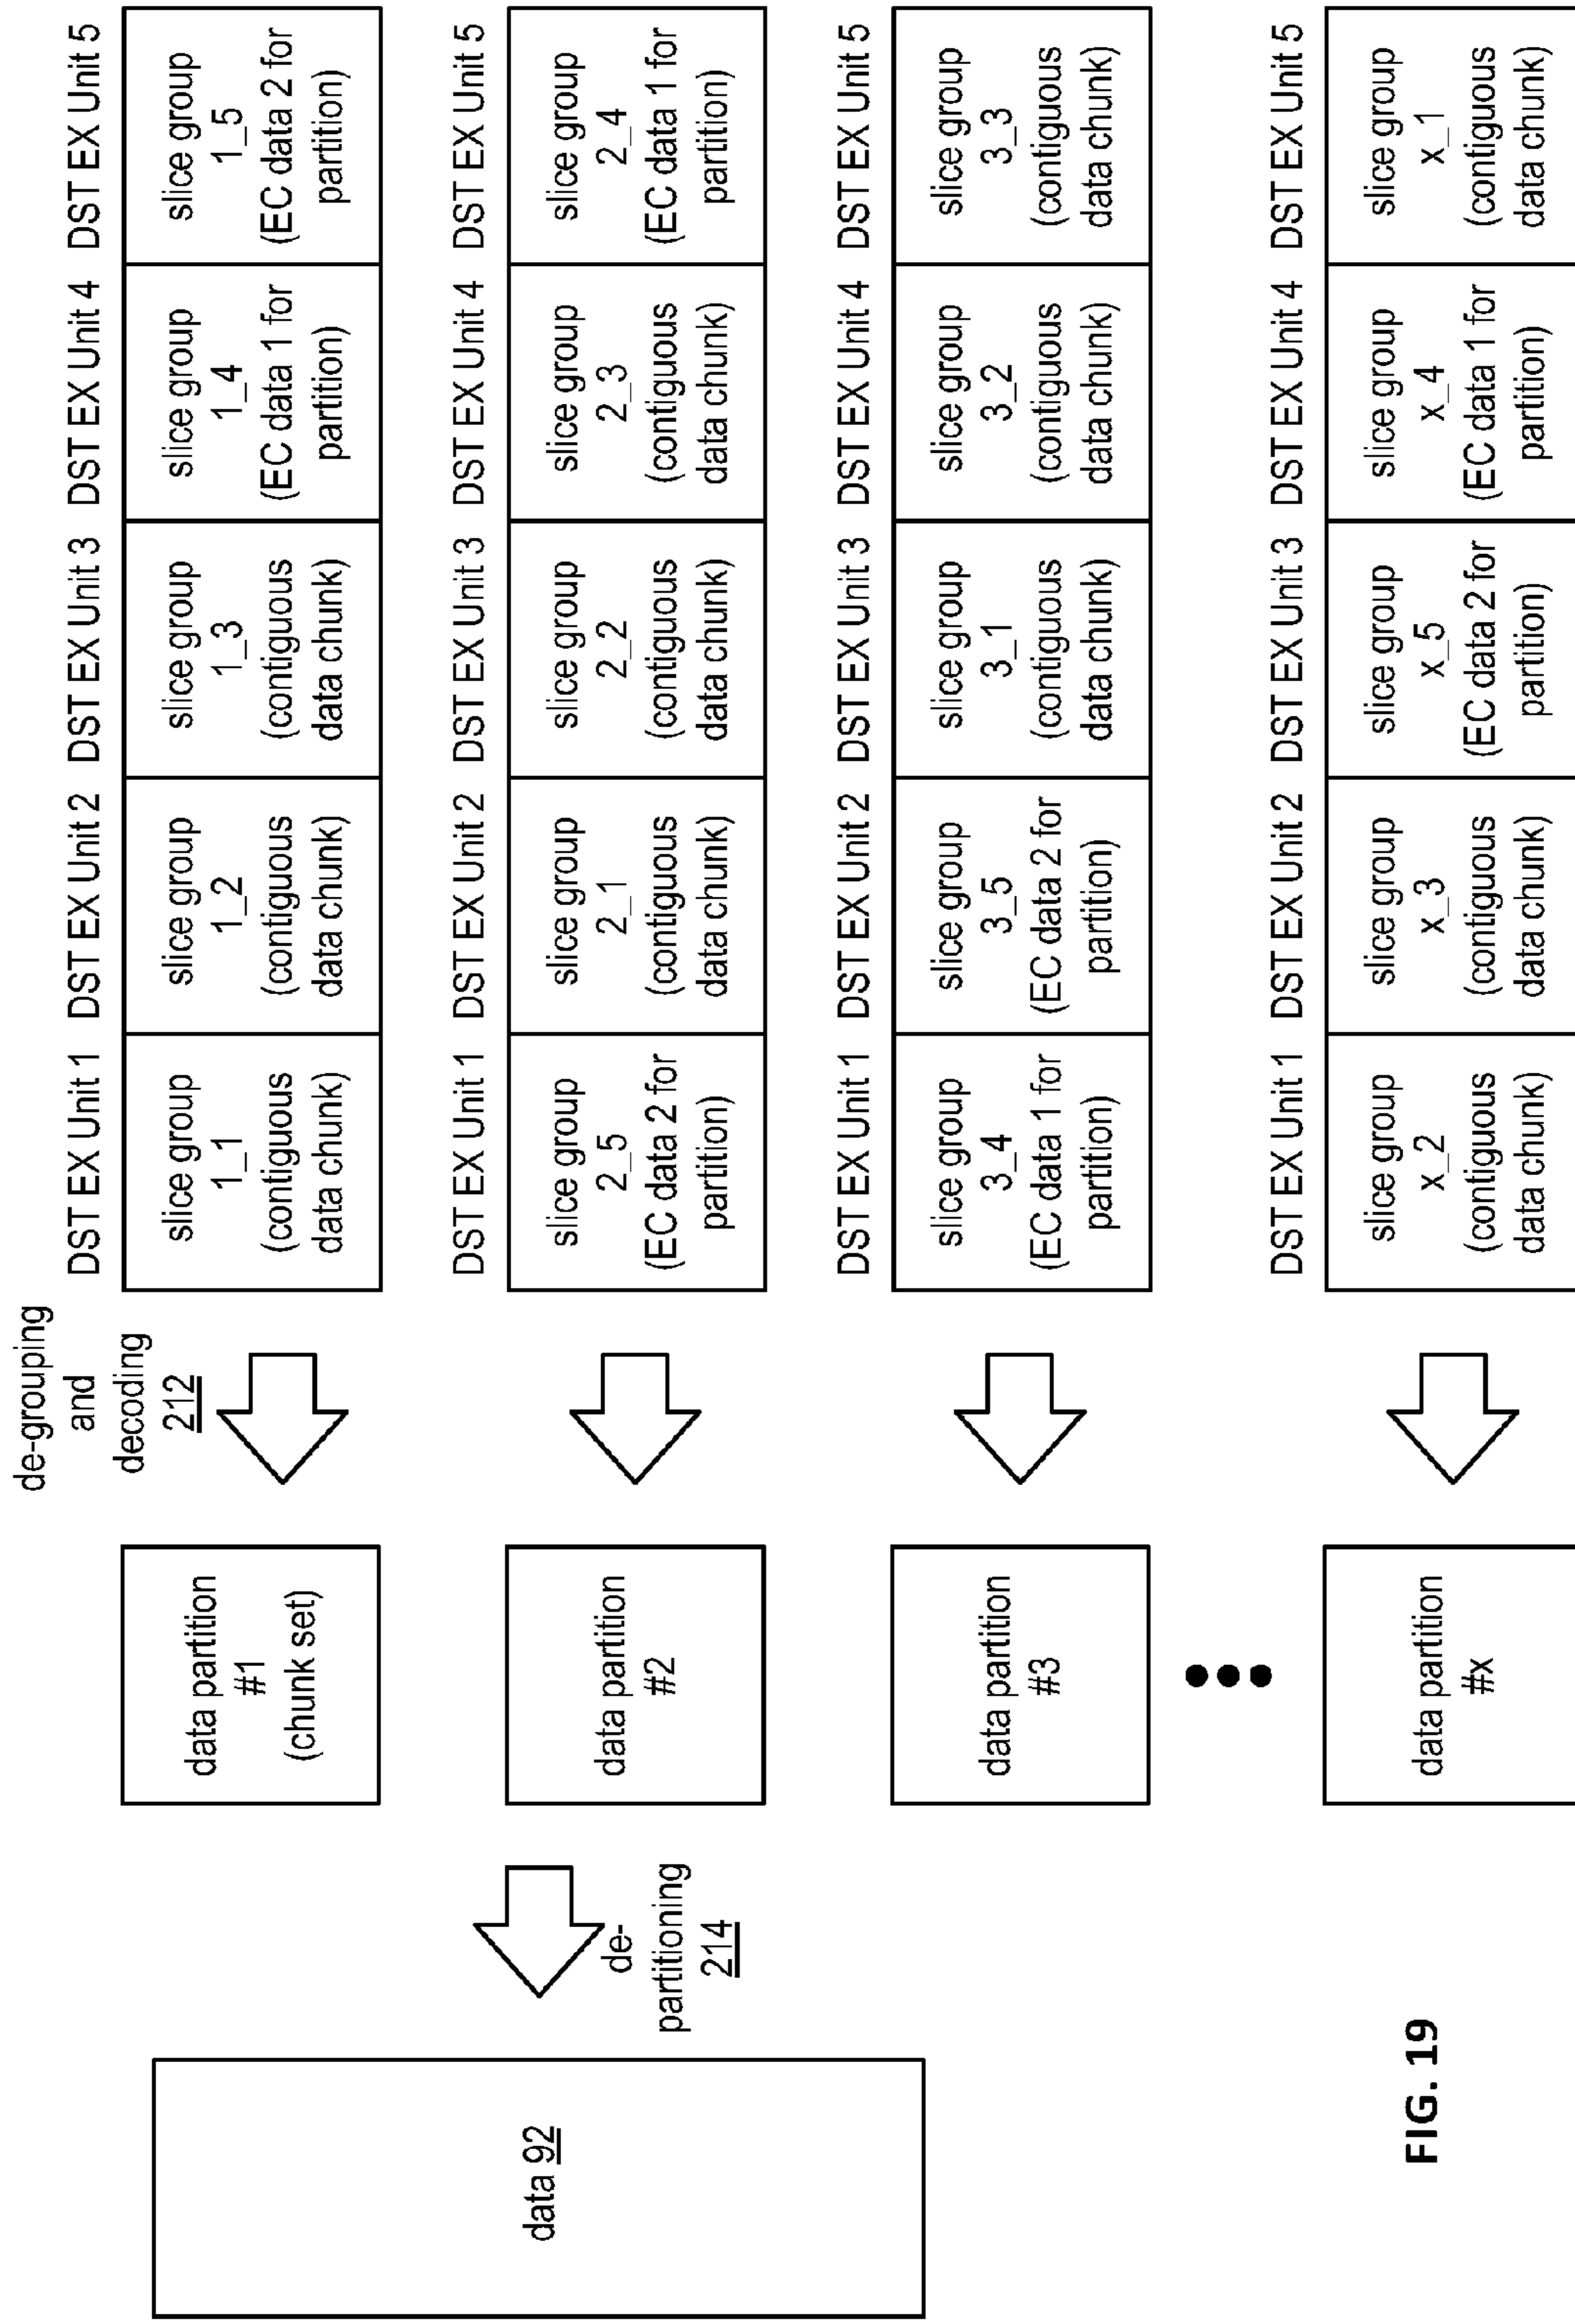 de-grouping
and
decoding
212
DST EX Unit 1 DST EX Unit 2 DST EX Unit 3 DST EX Unit 4 DST EX Unit 5
data 92
de-
partitioning
214
data partition
#1
(chunk set)
slice group
1_1
(contiguous
data chunk)
slice group
1_2
(contiguous
data chunk)
slice group
1_3
(contiguous
data chunk)
slice group
1_4
(EC data 1 for
partition)
slice group
1_5
(EC data 2 for
partition)
DST EX Unit 1 DST EX Unit 2 DST EX Unit 3 DST EX Unit 4 DST EX Unit 5
data partition
#2
slice group
2_5
(EC data 2 for
partition)
slice group
2_1
(contiguous
data chunk)
slice group
2_2
(contiguous
data chunk)
slice group
2_3
(contiguous
data chunk)
slice group
2_4
(EC data 1 for
partition)
DST EX Unit 1 DST EX Unit 2 DST EX Unit 3 DST EX Unit 4 DST EX Unit 5
data partition
#3
slice group
3_4
(EC data 1 for
partition)
slice group
3_5
(EC data 2 for
partition)
slice group
3_1
(contiguous
data chunk)
slice group
3_2
(contiguous
data chunk)
slice group
3_3
(contiguous
data chunk)
DST EX Unit 1 DST EX Unit 2 DST EX Unit 3 DST EX Unit 4 DST EX Unit 5
data partition
#x
slice group
x_2
(contiguous
data chunk)
slice group
x_3
(contiguous
data chunk)
slice group
x_5
(EC data 2 for
partition)
slice group
x_4
(EC data 1 for
partition)
slice group
x_1
(contiguous
data chunk)
FIG. 19